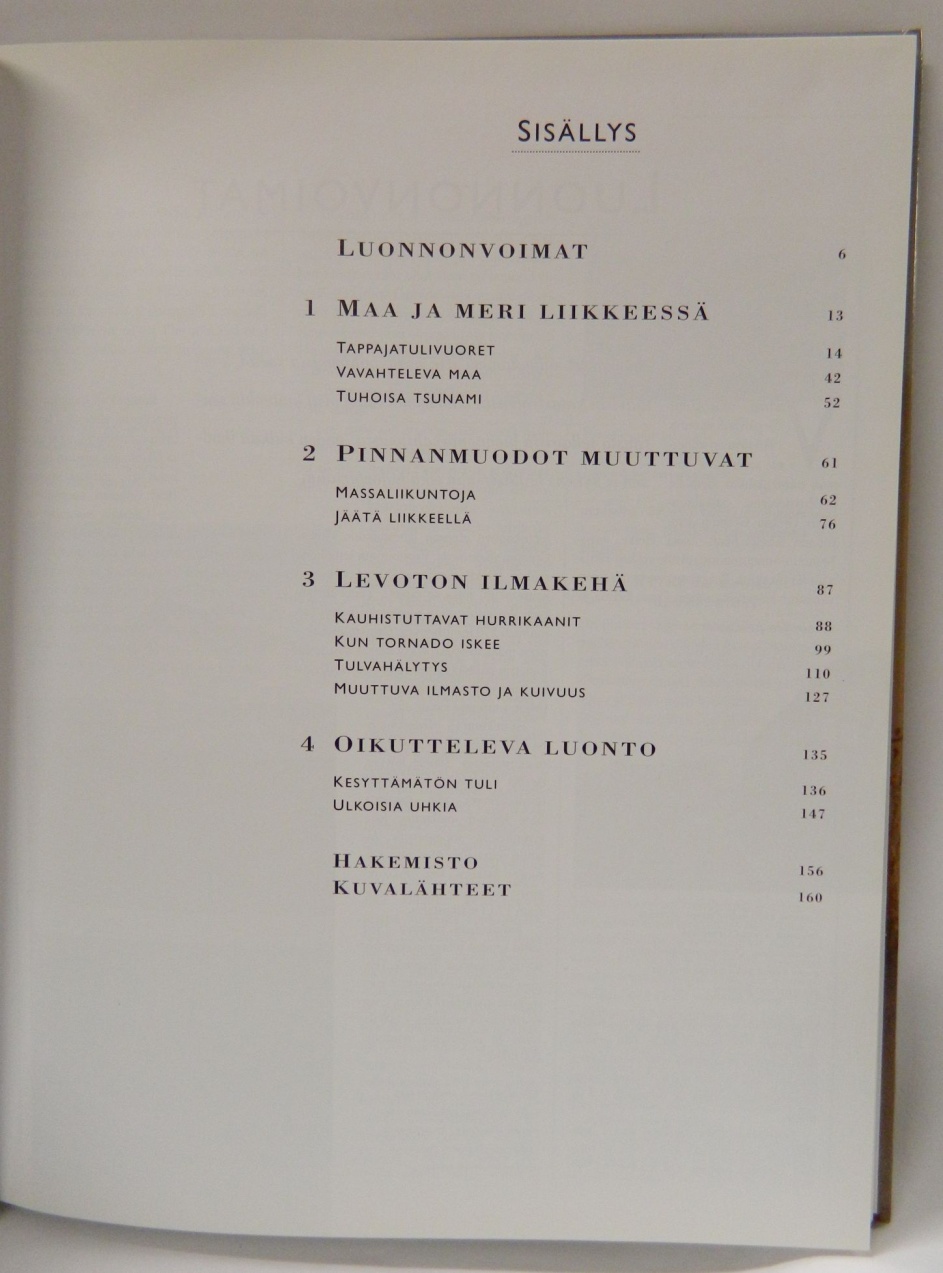 SISÄLLYS
LUONNONVOIMAT 6
1 MAA JA MERI LIIKKEESSÄ 13
TAPPAJATULIVUORET 14
VAVAHTELEVA MAA 42
TUHOISA TSUNAMI 52
2 PINNANMUODOT MUUTTUVAT 61
MASSALIIKUNTOJA 62
JÄÄTÄ LIIKKEELLÄ 76
3 LEVOTON ILMAKEHÄ 87
KAUHISTUTTAVAT HURRIKAANIT 88
KUN TORNADO ISKEE 99
TULVAHÄLYTYS 110
MUUTTUVA ILMASTO JA KUIVUUS 127
4 OIKUTTELEVA LUONTO 135
KESYTTÄMÄTÖN TULI 136
ULKOISIA UHKIA 147
HAKEMISTO 156
KUVALÄHTEET 160